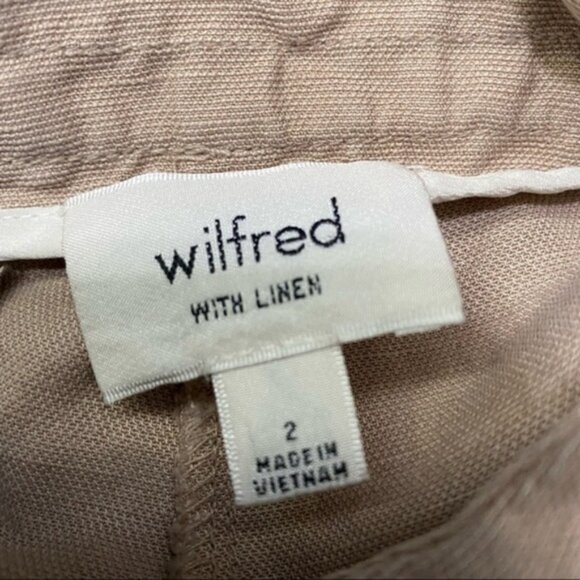 wilfred
WITH LINEN
2
MADE IN
VIETNAM